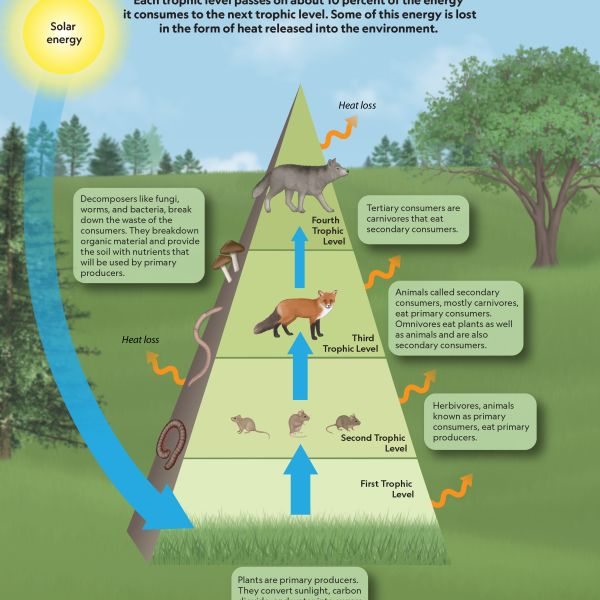 Each trophic level passes on about 10 percent of the energy
it consumes to the next trophic level. Some of this energy is lost
in the form of heat released into the environment.
Solar
energy
Heat loss
Decomposers like fungi,
worms, and bacteria, break
down the waste of the
consumers. They breakdown
organic material and provide
the soil with nutrients that
will be used by primary
producers.
Fourth
Trophic
Level
Tertiary consumers are
carnivores that eat
secondary consumers.
Animals called secondary
consumers, mostly carnivores,
eat primary consumers.
Omnivores eat plants as well
as animals and are also
secondary consumers.
Heat loss
Third
Trophic Level
Herbivores, animals
known as primary
consumers, eat primary
producers.
Second Trophic
Level
First Trophic
Level
Plants are primary producers.
They convert sunlight, carbon